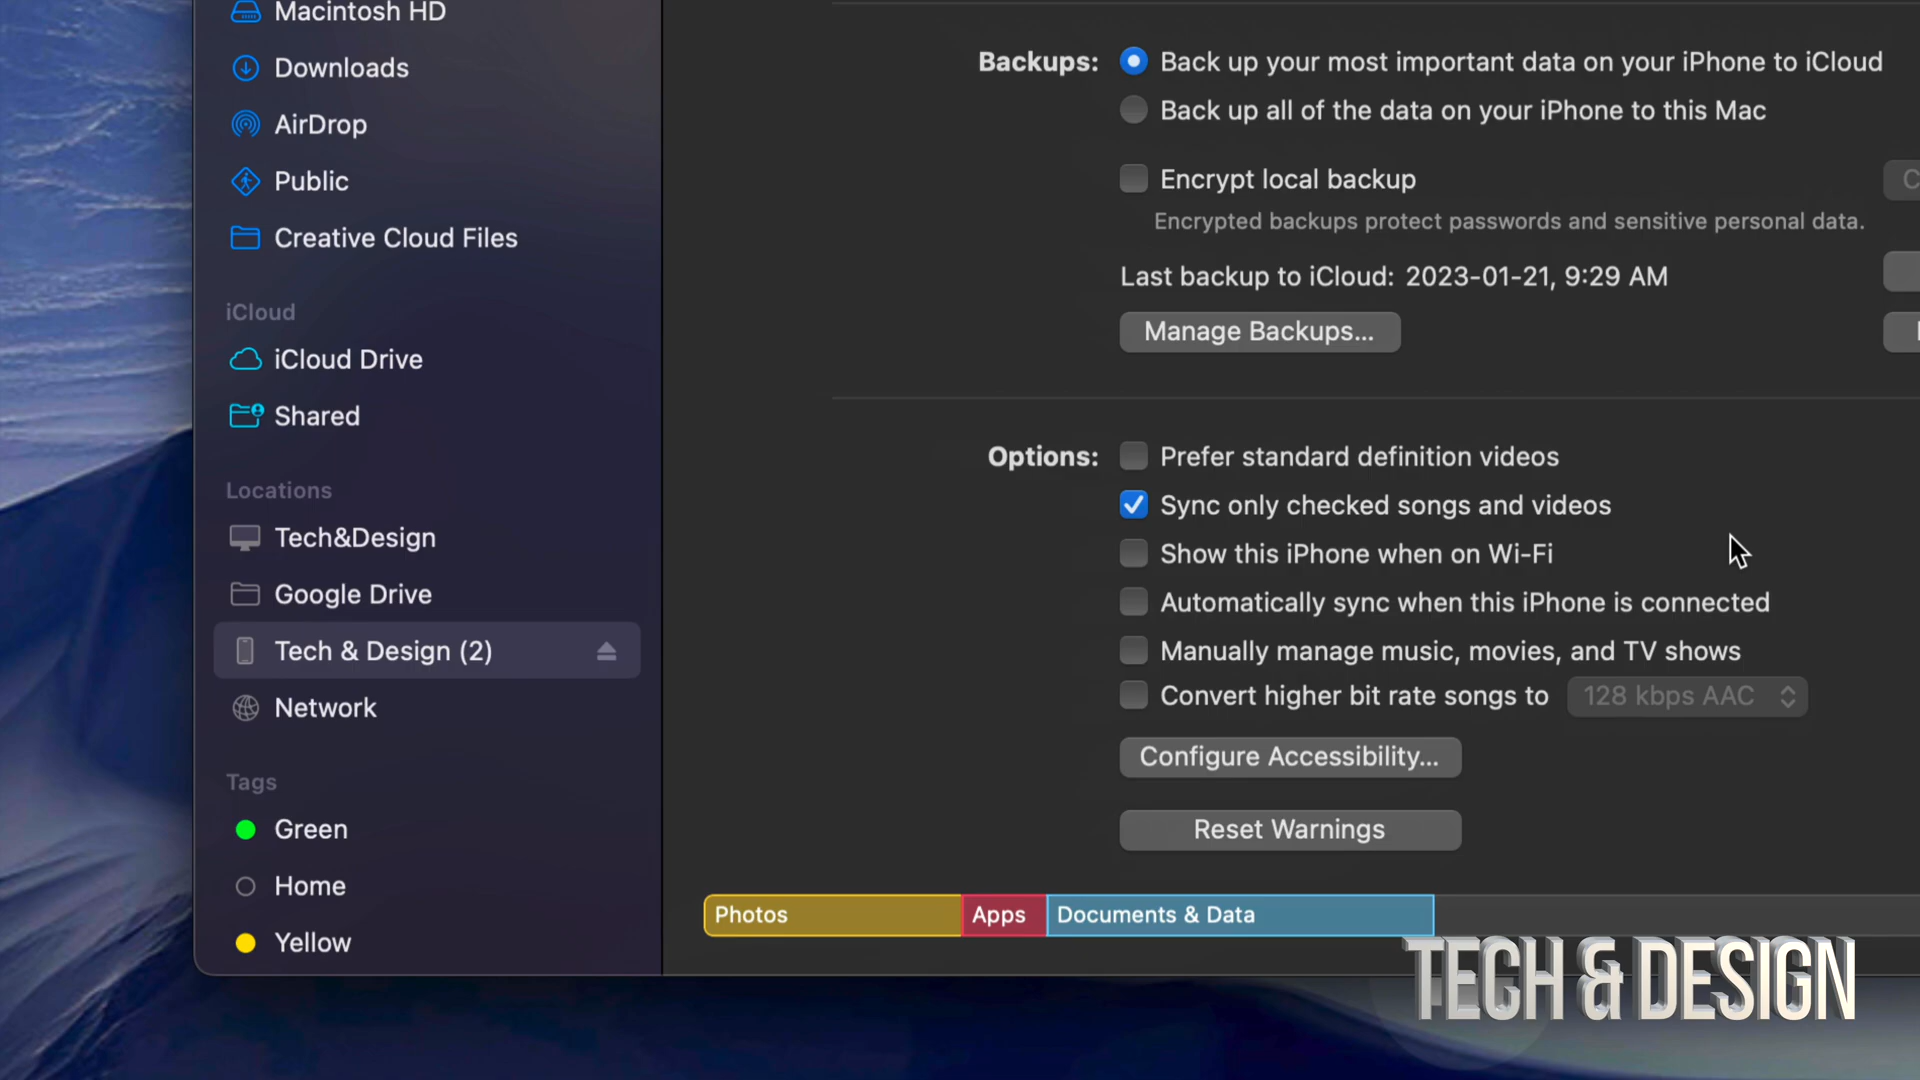 Macintosh HD
Downloads
AirDrop
Public
Creative Cloud Files
iCloud
iCloud Drive
Shared
Locations
Tech&Design
Google Drive
Tech & Design (2)
Network
Tags
Green
Home
Yellow
Backups:
Back up your most important data on your iPhone to iCloud
Back up all of the data on your iPhone to this Mac
Encrypt local backup
Encrypted backups protect passwords and sensitive personal data.
Last backup to iCloud: 2023-01-21, 9:29 AM
Manage Backups...
Options:
Prefer standard definition videos
Sync only checked songs and videos
Show this iPhone when on Wi-Fi
Automatically sync when this iPhone is connected
Manually manage music, movies, and TV shows
Convert higher bit rate songs to 128 kbps AAC
Configure Accessibility...
Reset Warnings
Photos
Apps
Documents & Data
TECH & DESIGN